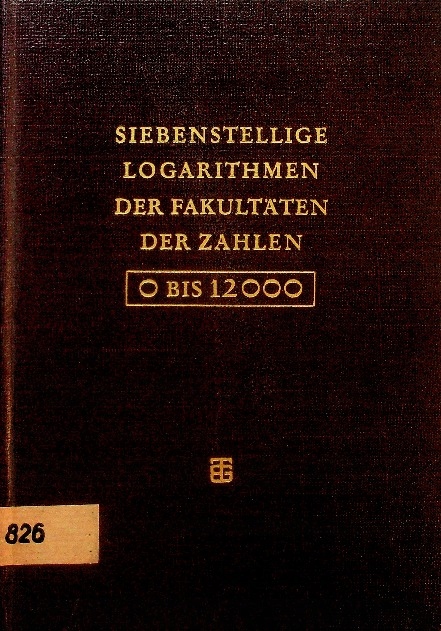 SIEBENSTELLIGE
LOGARITHMEN
DER FAKULTÄTEN
DER ZAHLEN
0 BIS 12000
826